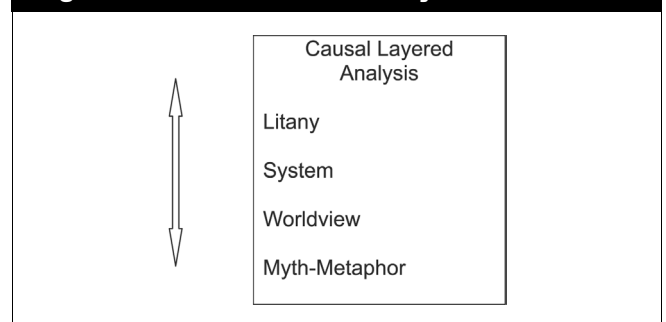 Causal Layered
Analysis
Litany
System
Worldview
Myth-Metaphor